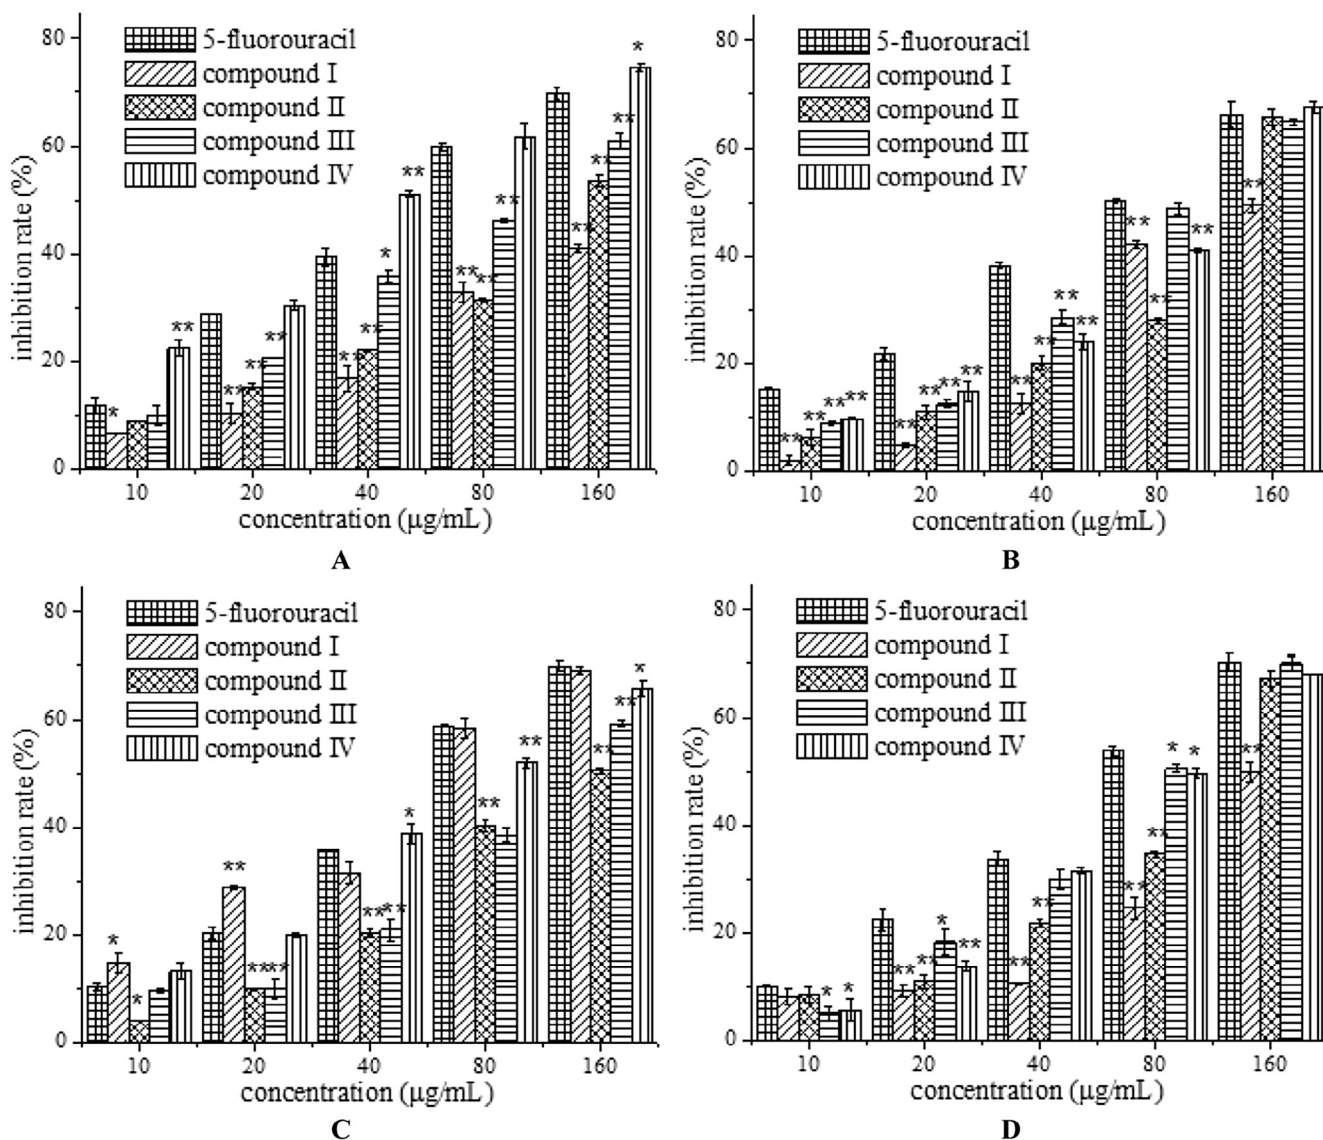 80
60
40
20
0
inhibition rate (%)
5-fluorouracil
compound I
compound II
compound III
compound IV
* ** ** ** ** ** ** * ** ** ** ** ** ** ** *
10 20 40 80 160
concentration (µg/mL)
A
80
60
40
20
0
inhibition rate (%)
5-fluorouracil
compound I
compound II
compound III
compound IV
** ** ** ** ** ** ** ** ** ** ** ** ** ** ** **
10 20 40 80 160
concentration (µg/mL)
B
80
60
40
20
0
inhibition rate (%)
5-fluorouracil
compound I
compound II
compound III
compound IV
* * ** ** ** ** ** * ** ** ** ** *
10 20 40 80 160
concentration (µg/mL)
C
80
60
40
20
0
inhibition rate (%)
5-fluorouracil
compound I
compound II
compound III
compound IV
* * ** ** * ** ** ** ** ** * * **
10 20 40 80 160
concentration (µg/mL)
D